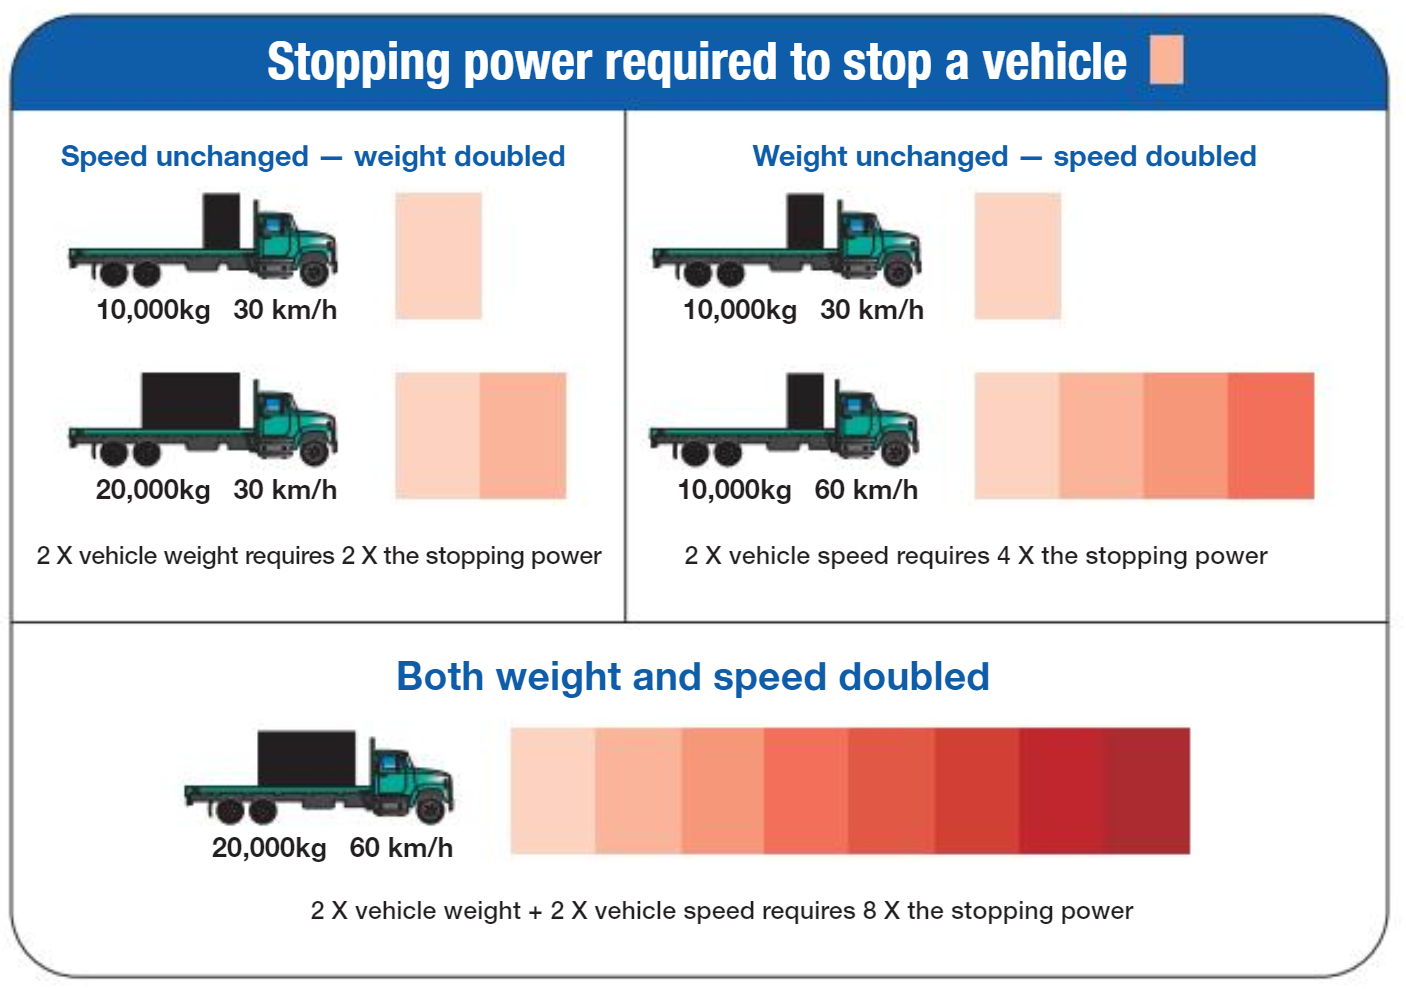 Stopping power required to stop a vehicle
Speed unchanged — weight doubled
10,000kg 30 km/h
20,000kg 30 km/h
2 X vehicle weight requires 2 X the stopping power
Weight unchanged — speed doubled
10,000kg 30 km/h
10,000kg 60 km/h
2 X vehicle speed requires 4 X the stopping power
Both weight and speed doubled
20,000kg 60 km/h
2 X vehicle weight + 2 X vehicle speed requires 8 X the stopping power